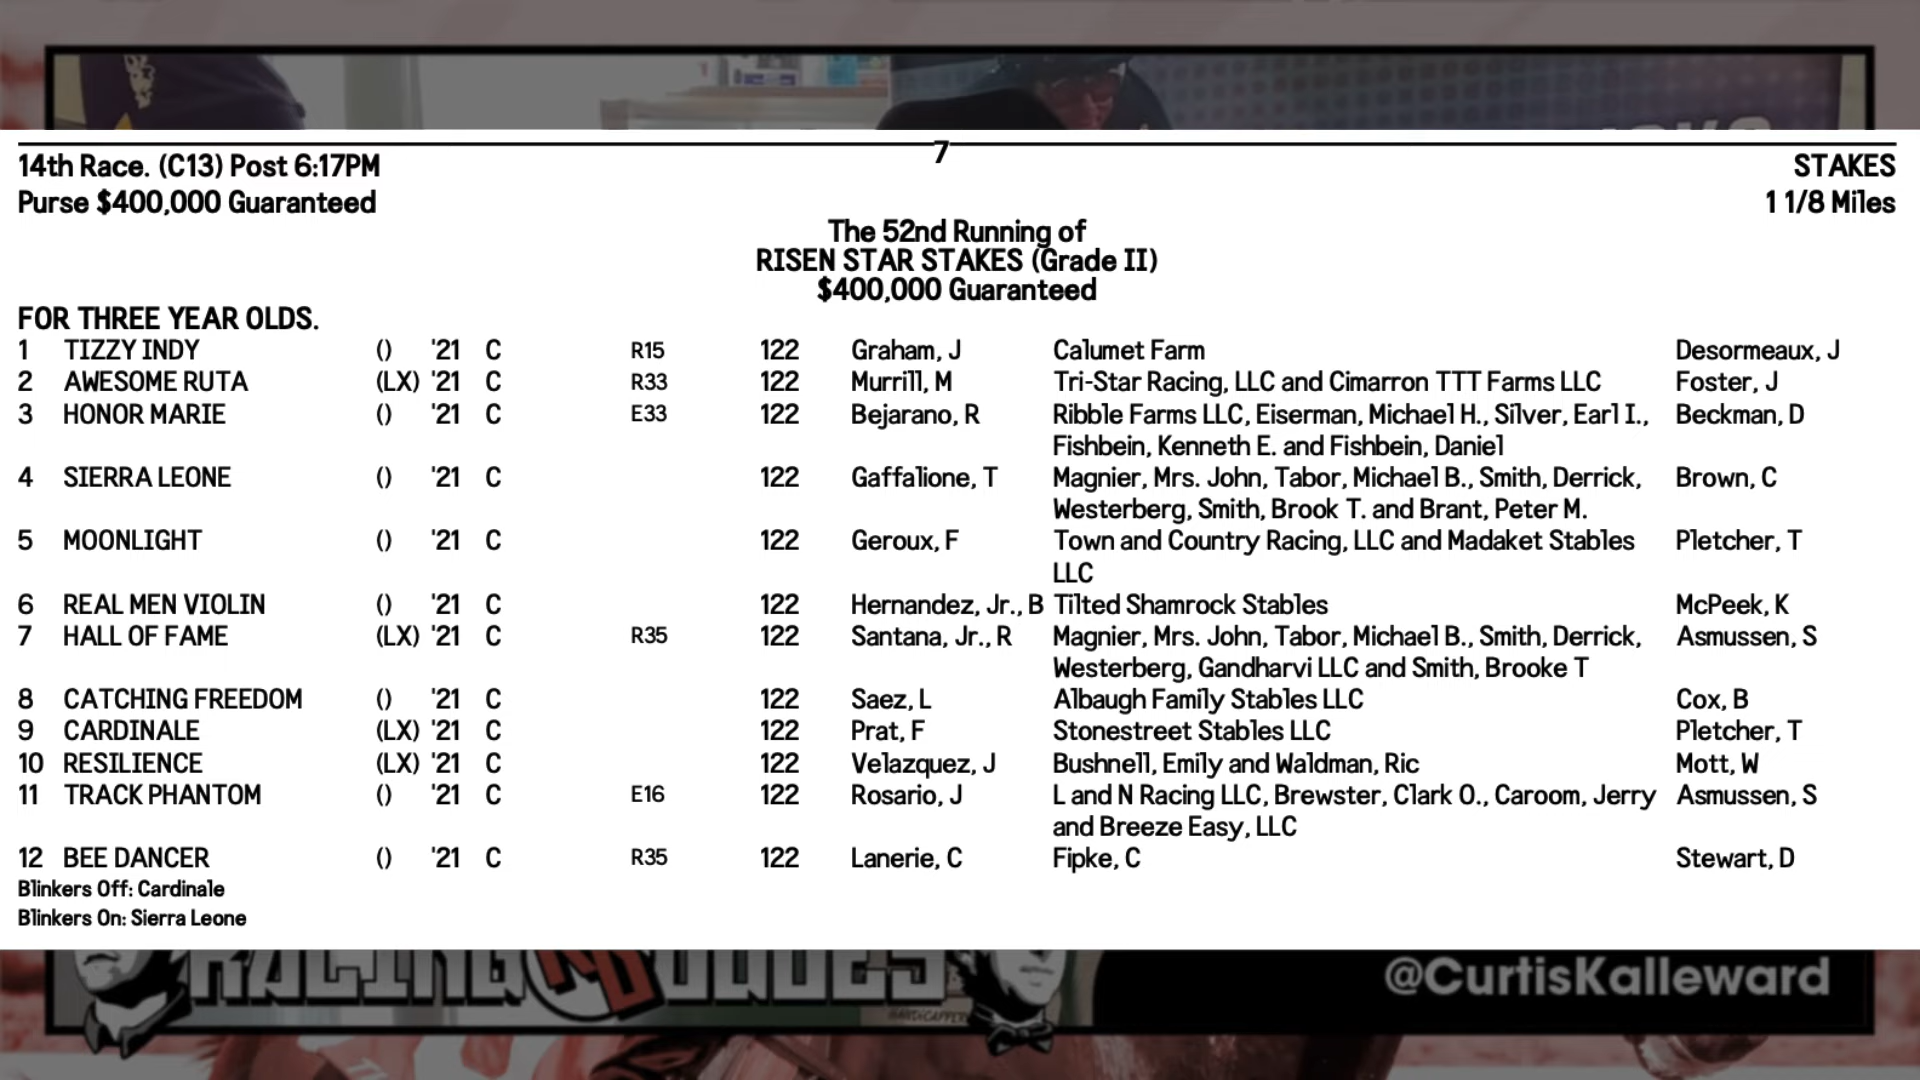 7
14th Race. (C13) Post 6:17PM STAKES
Purse $400,000 Guaranteed 1 1/8 Miles
The 52nd Running of
RISEN STAR STAKES (Grade II)
$400,000 Guaranteed
FOR THREE YEAR OLDS.
1 TIZZY INDY () '21 C R15 122 Graham, J Calumet Farm Desormeaux, J
2 AWESOME RUTA (LX) '21 C R33 122 Murrill, M Tri-Star Racing, LLC and Cimarron TTT Farms LLC Foster, J
3 HONOR MARIE () '21 C E33 122 Bejarano, R Ribble Farms LLC, Eiserman, Michael H., Silver, Earl I., Beckman, D
Fishbein, Kenneth E. and Fishbein, Daniel
4 SIERRA LEONE () '21 C 122 Gaffalione, T Magnier, Mrs. John, Tabor, Michael B., Smith, Derrick, Brown, C
Westerberg, Smith, Brook T. and Brant, Peter M.
5 MOONLIGHT () '21 C 122 Geroux, F Town and Country Racing, LLC and Madaket Stables Pletcher, T
LLC
6 REAL MEN VIOLIN () '21 C 122 Hernandez, Jr., B Tilted Shamrock Stables McPeek, K
7 HALL OF FAME (LX) '21 C R35 122 Santana, Jr., R Magnier, Mrs. John, Tabor, Michael B., Smith, Derrick, Asmussen, S
Westerberg, Gandharvi LLC and Smith, Brooke T
8 CATCHING FREEDOM () '21 C 122 Saez, L Albaugh Family Stables LLC Cox, B
9 CARDINALE (LX) '21 C 122 Prat, F Stonestreet Stables LLC Pletcher, T
10 RESILIENCE (LX) '21 C 122 Velazquez, J Bushnell, Emily and Waldman, Ric Mott, W
11 TRACK PHANTOM () '21 C E16 122 Rosario, J L and N Racing LLC, Brewster, Clark O., Caroom, Jerry Asmussen, S
and Breeze Easy, LLC
12 BEE DANCER () '21 C R35 122 Lanerie, C Fipke, C Stewart, D
Blinkers Off: Cardinale
Blinkers On: Sierra Leone
RACING DUDES
@CurtisKalleward